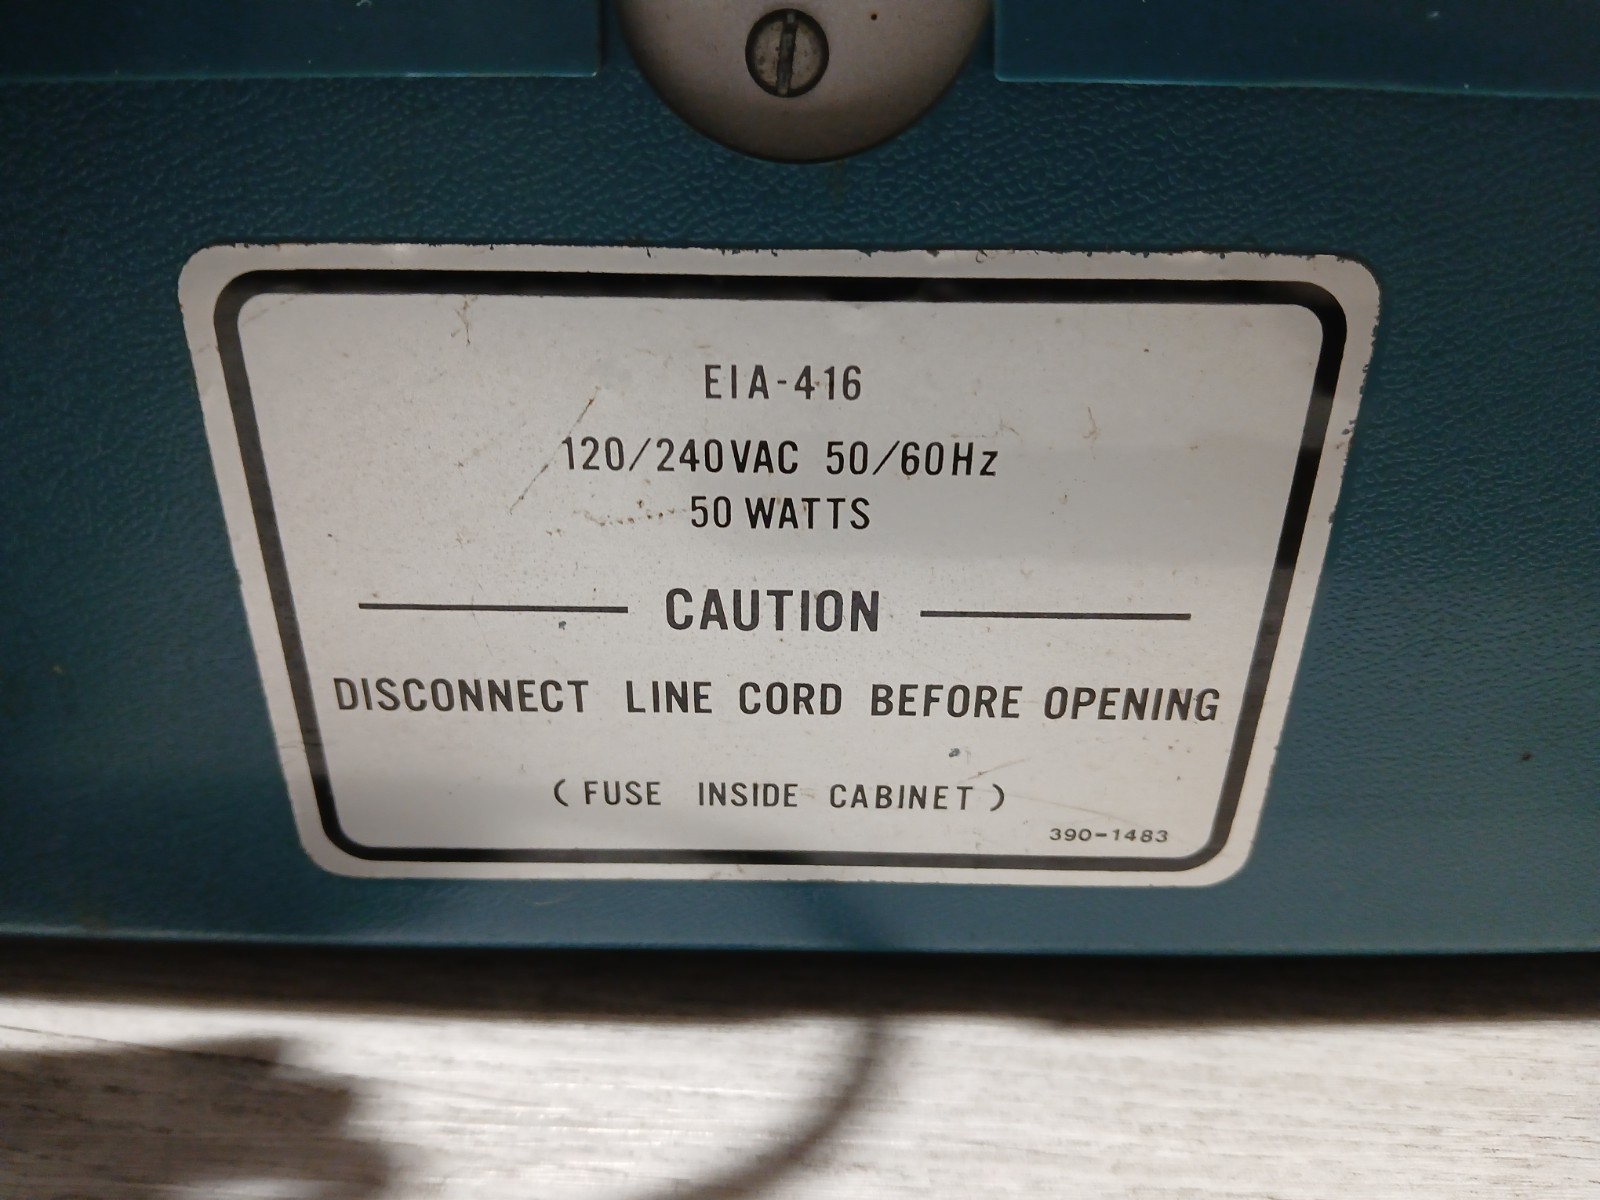 EIA-416
120/240VAC 50/60Hz
50 WATTS
CAUTION
DISCONNECT LINE CORD BEFORE OPENING
(FUSE INSIDE CABINET)
390-1483